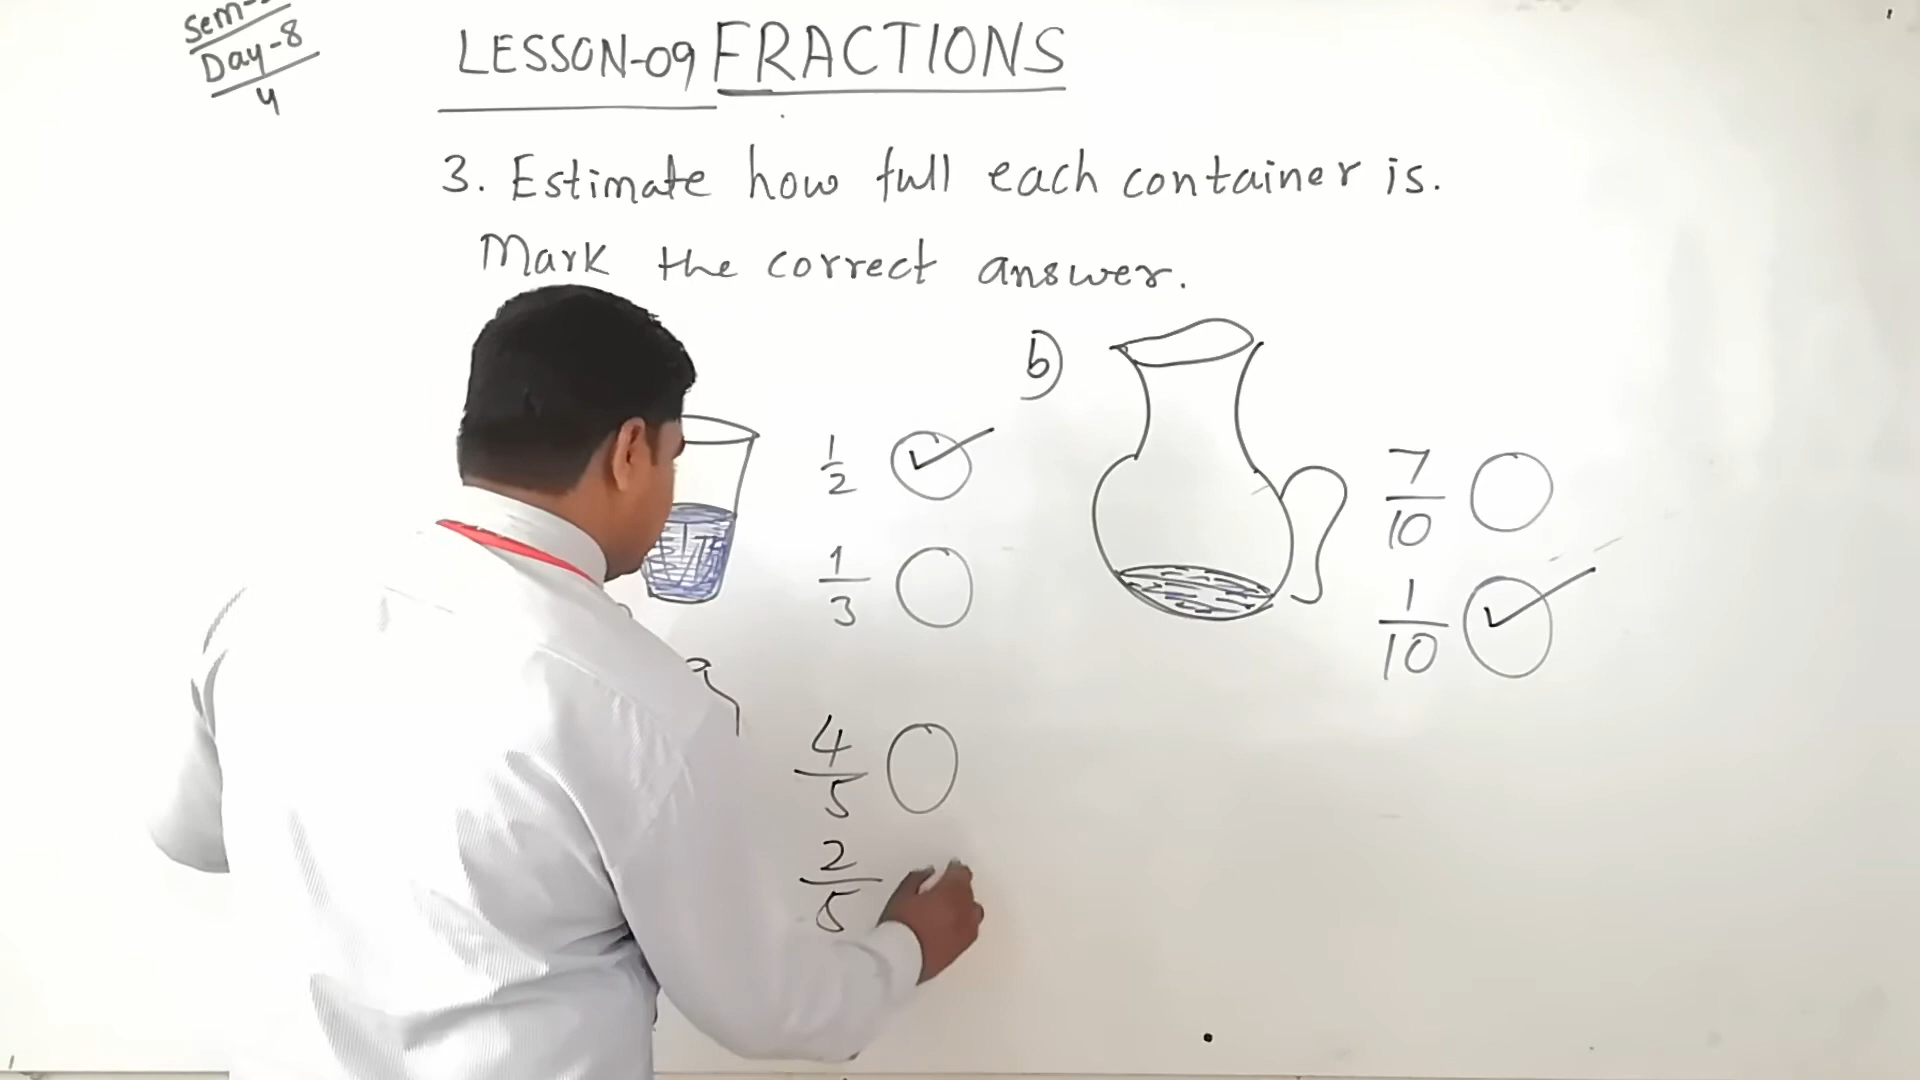 Day-8
4
LESSON-09 FRACTIONS
3. Estimate how full each container is.
Mark the correct answer.
b)
1/2
1/3
7/10
1/10
4/5
2/5